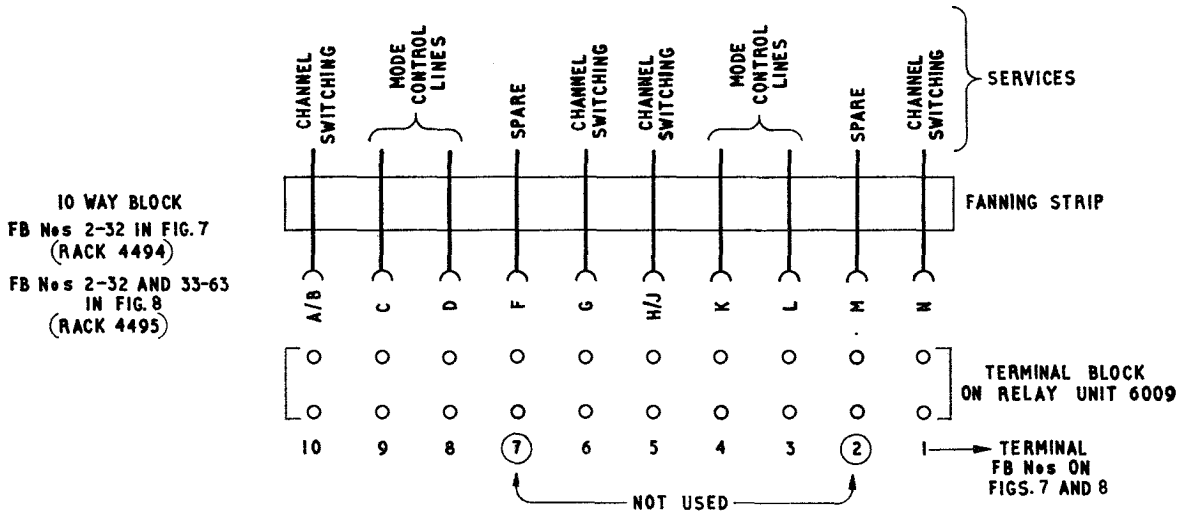 CHANNEL
SWITCHING
MODE
CONTROL
LINES
SPARE
CHANNEL
SWITCHING
CHANNEL
SWITCHING
MODE
CONTROL
LINES
SPARE
CHANNEL
SWITCHING
SERVICES
10 WAY BLOCK
FB Nos 2-32 IN FIG.7
(RACK 4494)
FB Nos 2-32 AND 33-63
IN FIG.8
(RACK 4495)
FANNING STRIP
A/B C D F G H/J K L M N
TERMINAL BLOCK
ON RELAY UNIT 6009
10 9 8 7 6 5 4 3 2 1
TERMINAL
FB Nos ON
FIGS. 7 AND 8
NOT USED